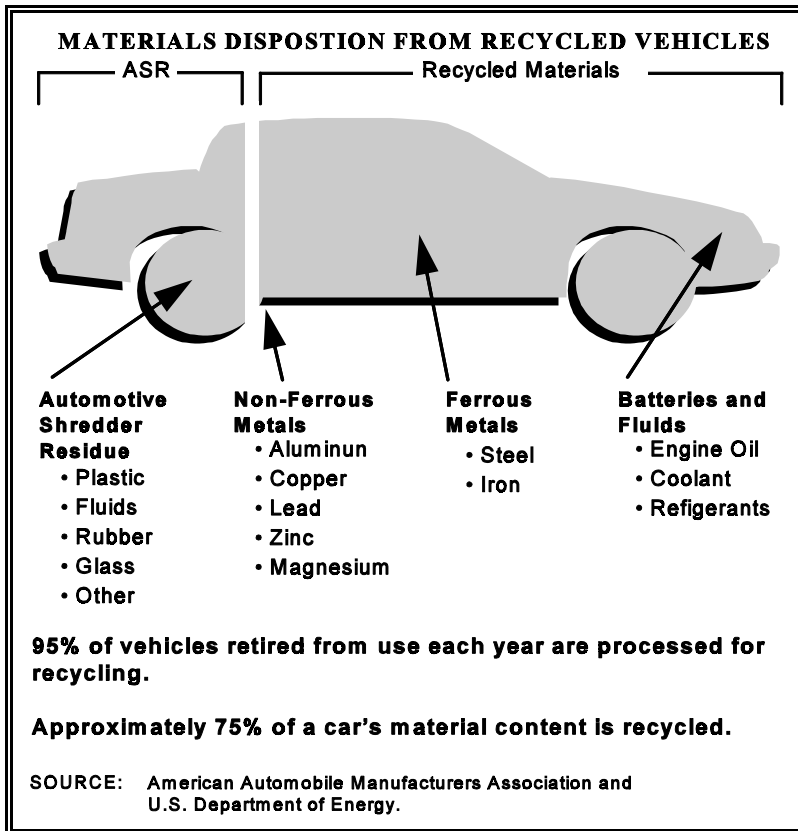 MATERIALS DISPOSTION FROM RECYCLED VEHICLES
ASR
Recycled Materials
Automotive
Shredder
Residue
• Plastic
• Fluids
• Rubber
• Glass
• Other
Non-Ferrous
Metals
• Aluminun
• Copper
• Lead
• Zinc
• Magnesium
Ferrous
Metals
• Steel
• Iron
Batteries and
Fluids
• Engine Oil
• Coolant
• Refigerants
95% of vehicles retired from use each year are processed for
recycling.
Approximately 75% of a car's material content is recycled.
SOURCE: American Automobile Manufacturers Association and
U.S. Department of Energy.